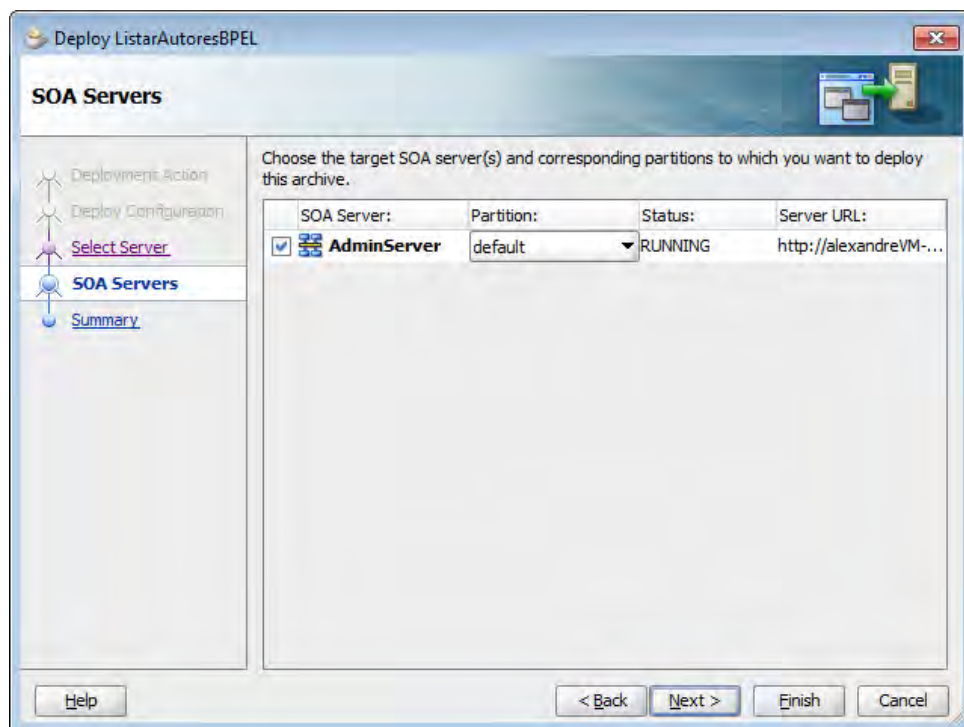 Deploy ListarAutoresBPEL
SOA Servers
Deployment Action
Deploy Configuration
Select Server
SOA Servers
Summary
Choose the target SOA server(s) and corresponding partitions to which you want to deploy
this archive.
SOA Server: Partition: Status: Server URL:
AdminServer default RUNNING http://alexandreVM-...
Help < Back Next > Finish Cancel